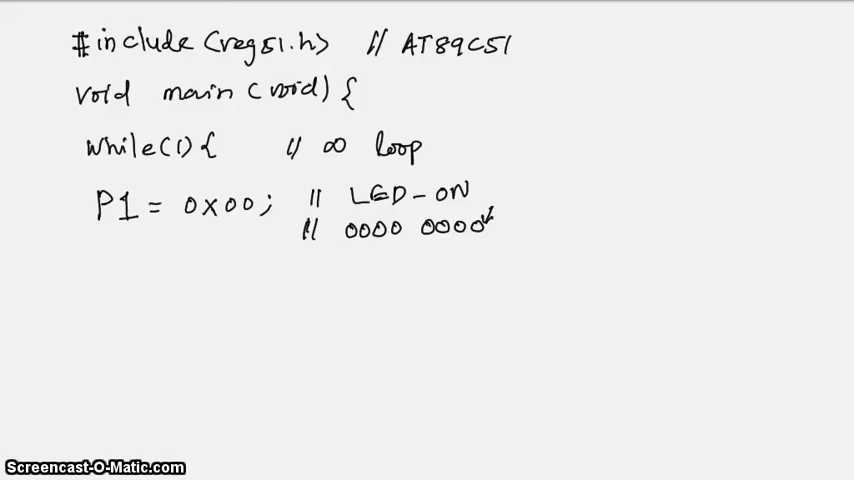 #include <reg51.h> // AT89C51
void main (void) {
while(1) { // ∞ loop
P1 = 0x00; // LED-ON
// 0000 0000
Screencast-O-Matic.com